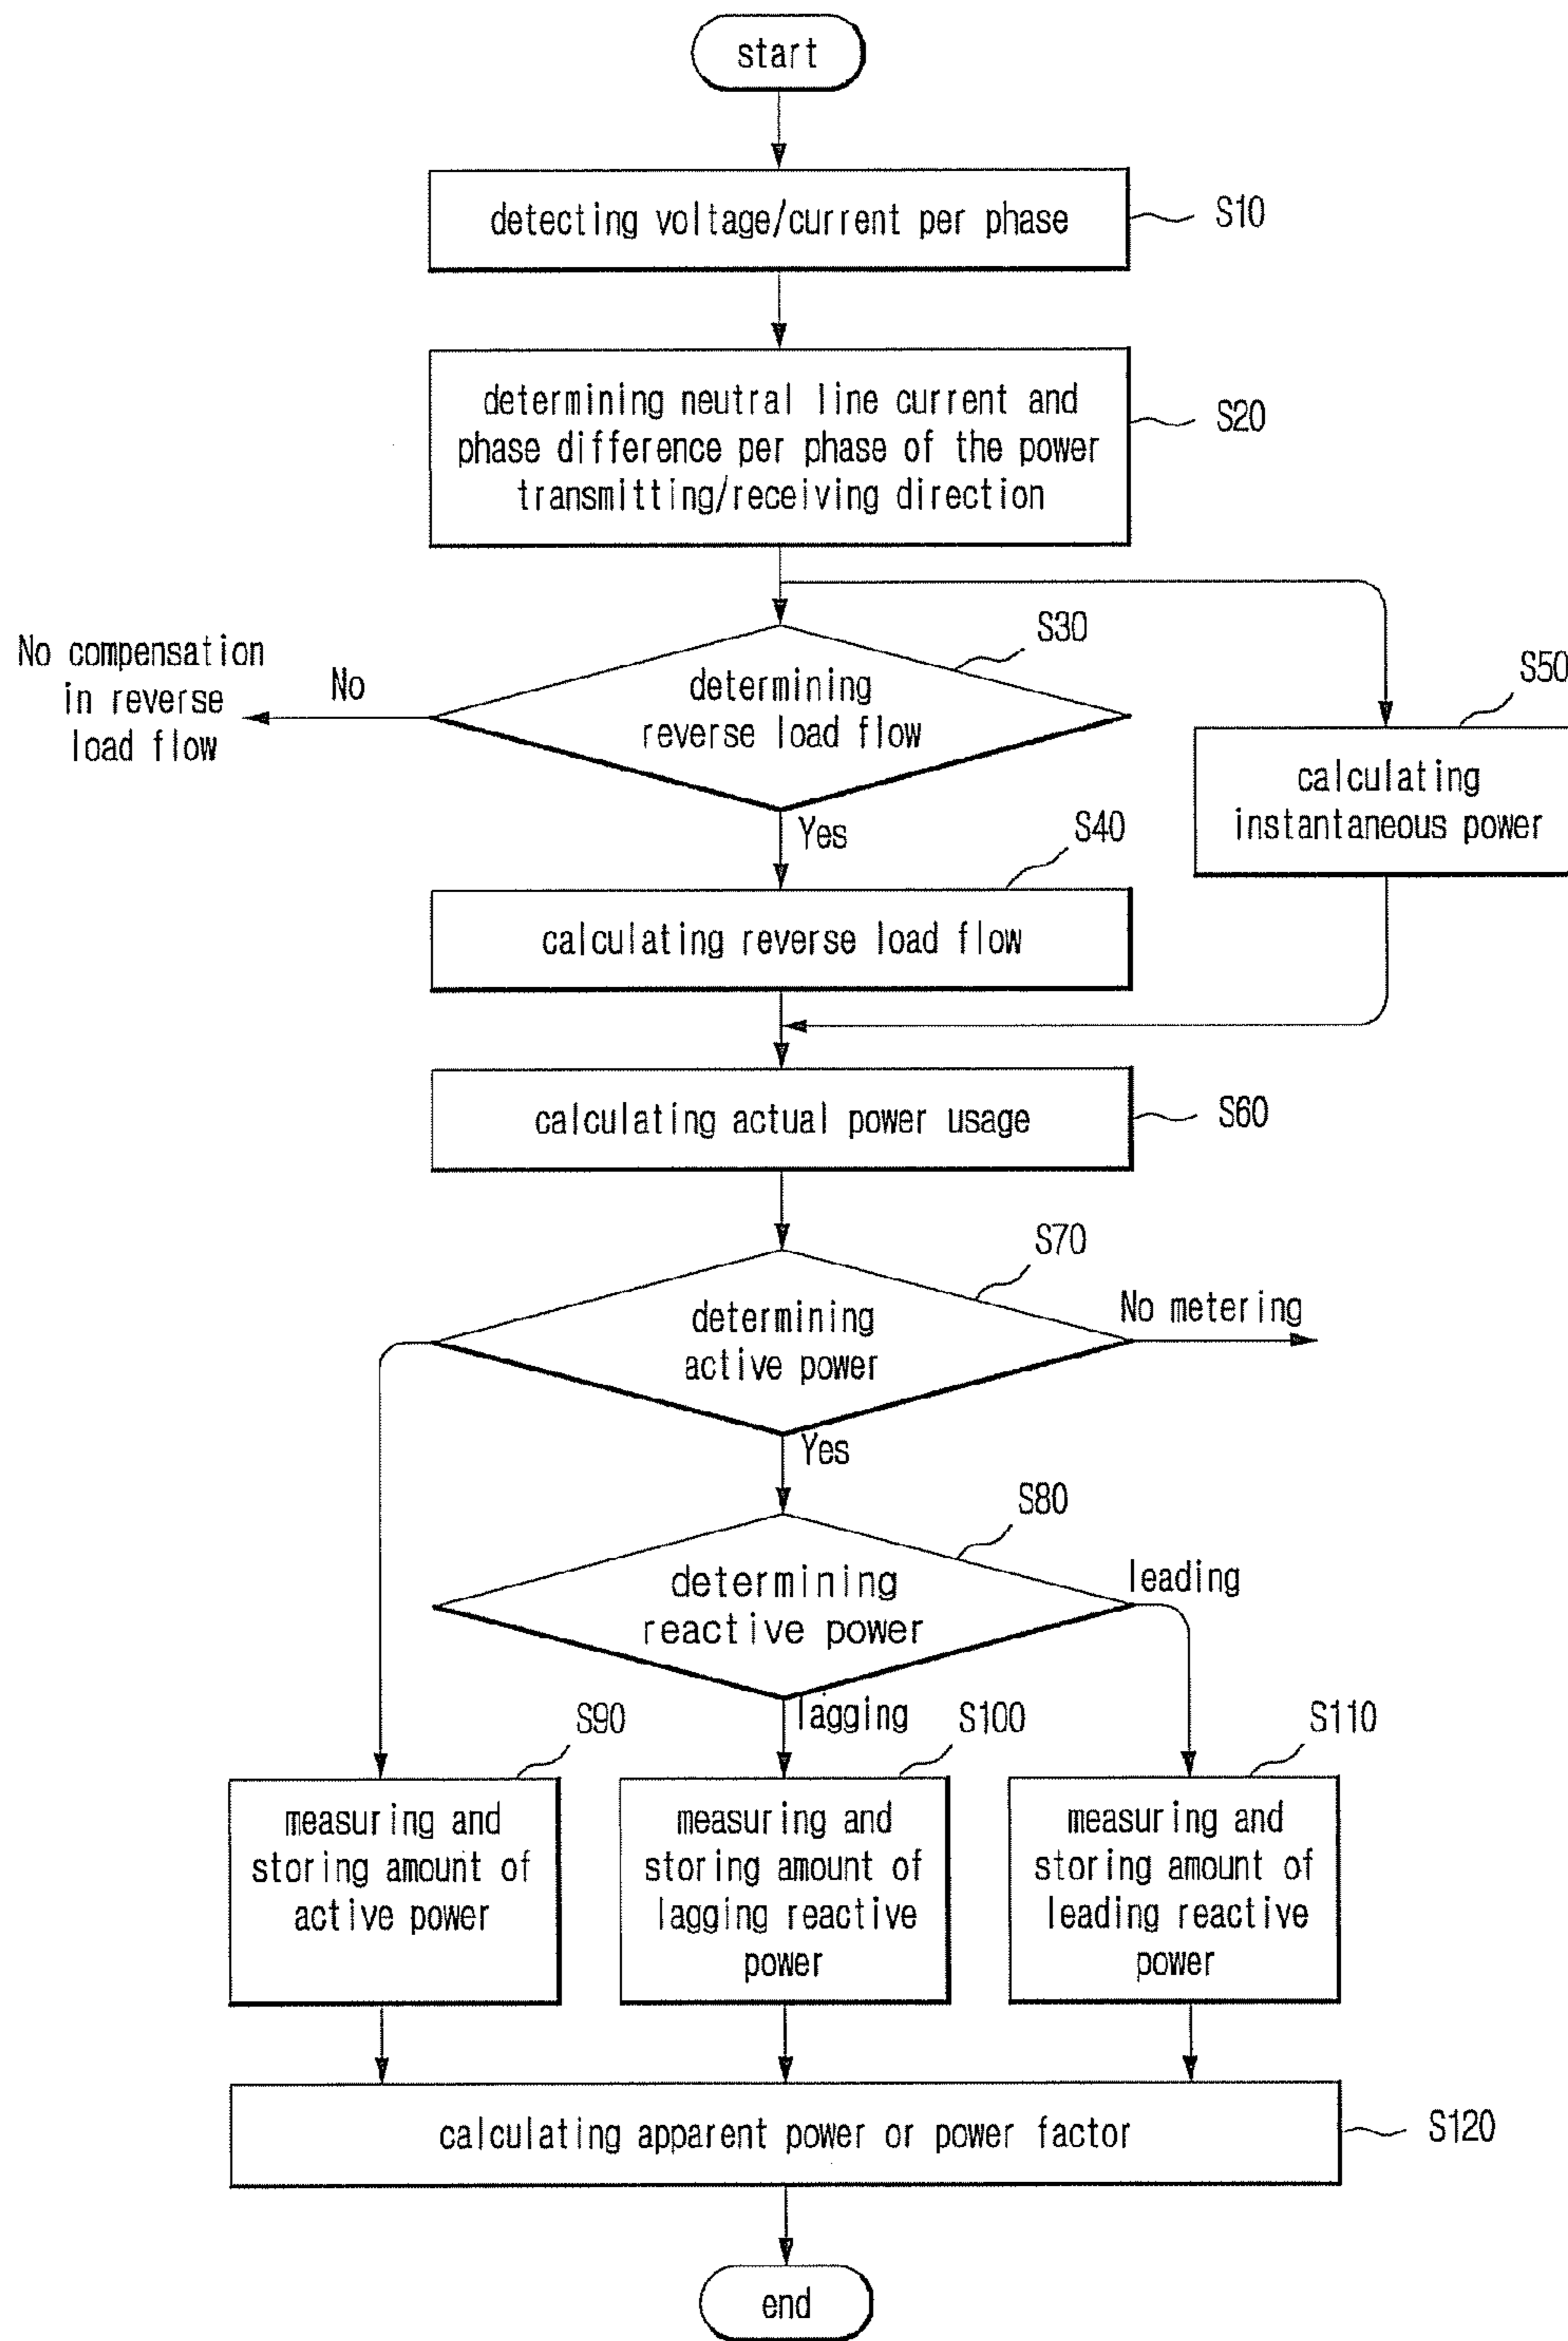 start
detecting voltage/current per phase
S10
determining neutral line current and
phase difference per phase of the power
transmitting/receiving direction
S20
S30
No compensation
in reverse
load flow
No
determining
reverse load flow
S50
calculating
instantaneous power
Yes
S40
calculating reverse load flow
calculating actual power usage
S60
S70
No metering
determining
active power
Yes
S80
leading
determining
reactive power
lagging
S90
S100
S110
measuring and
storing amount of
active power
measuring and
storing amount of
lagging reactive
power
measuring and
storing amount of
leading reactive
power
calculating apparent power or power factor
S120
end